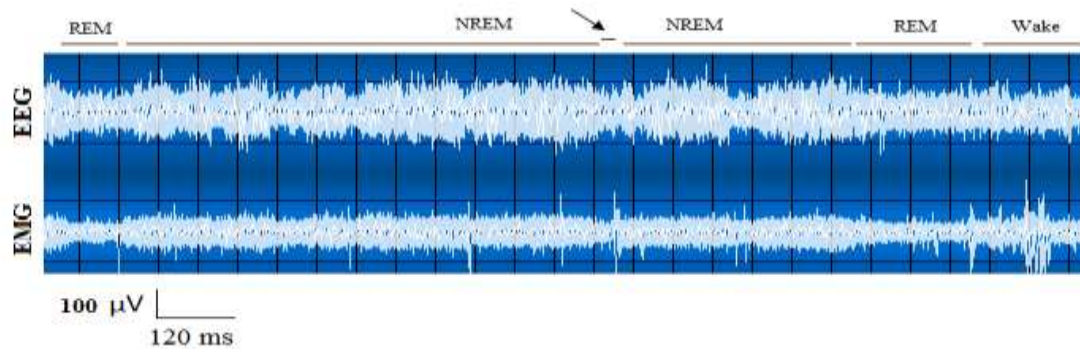 REM NREM NREM REM Wake
EEG
EMG
100 μV
120 ms